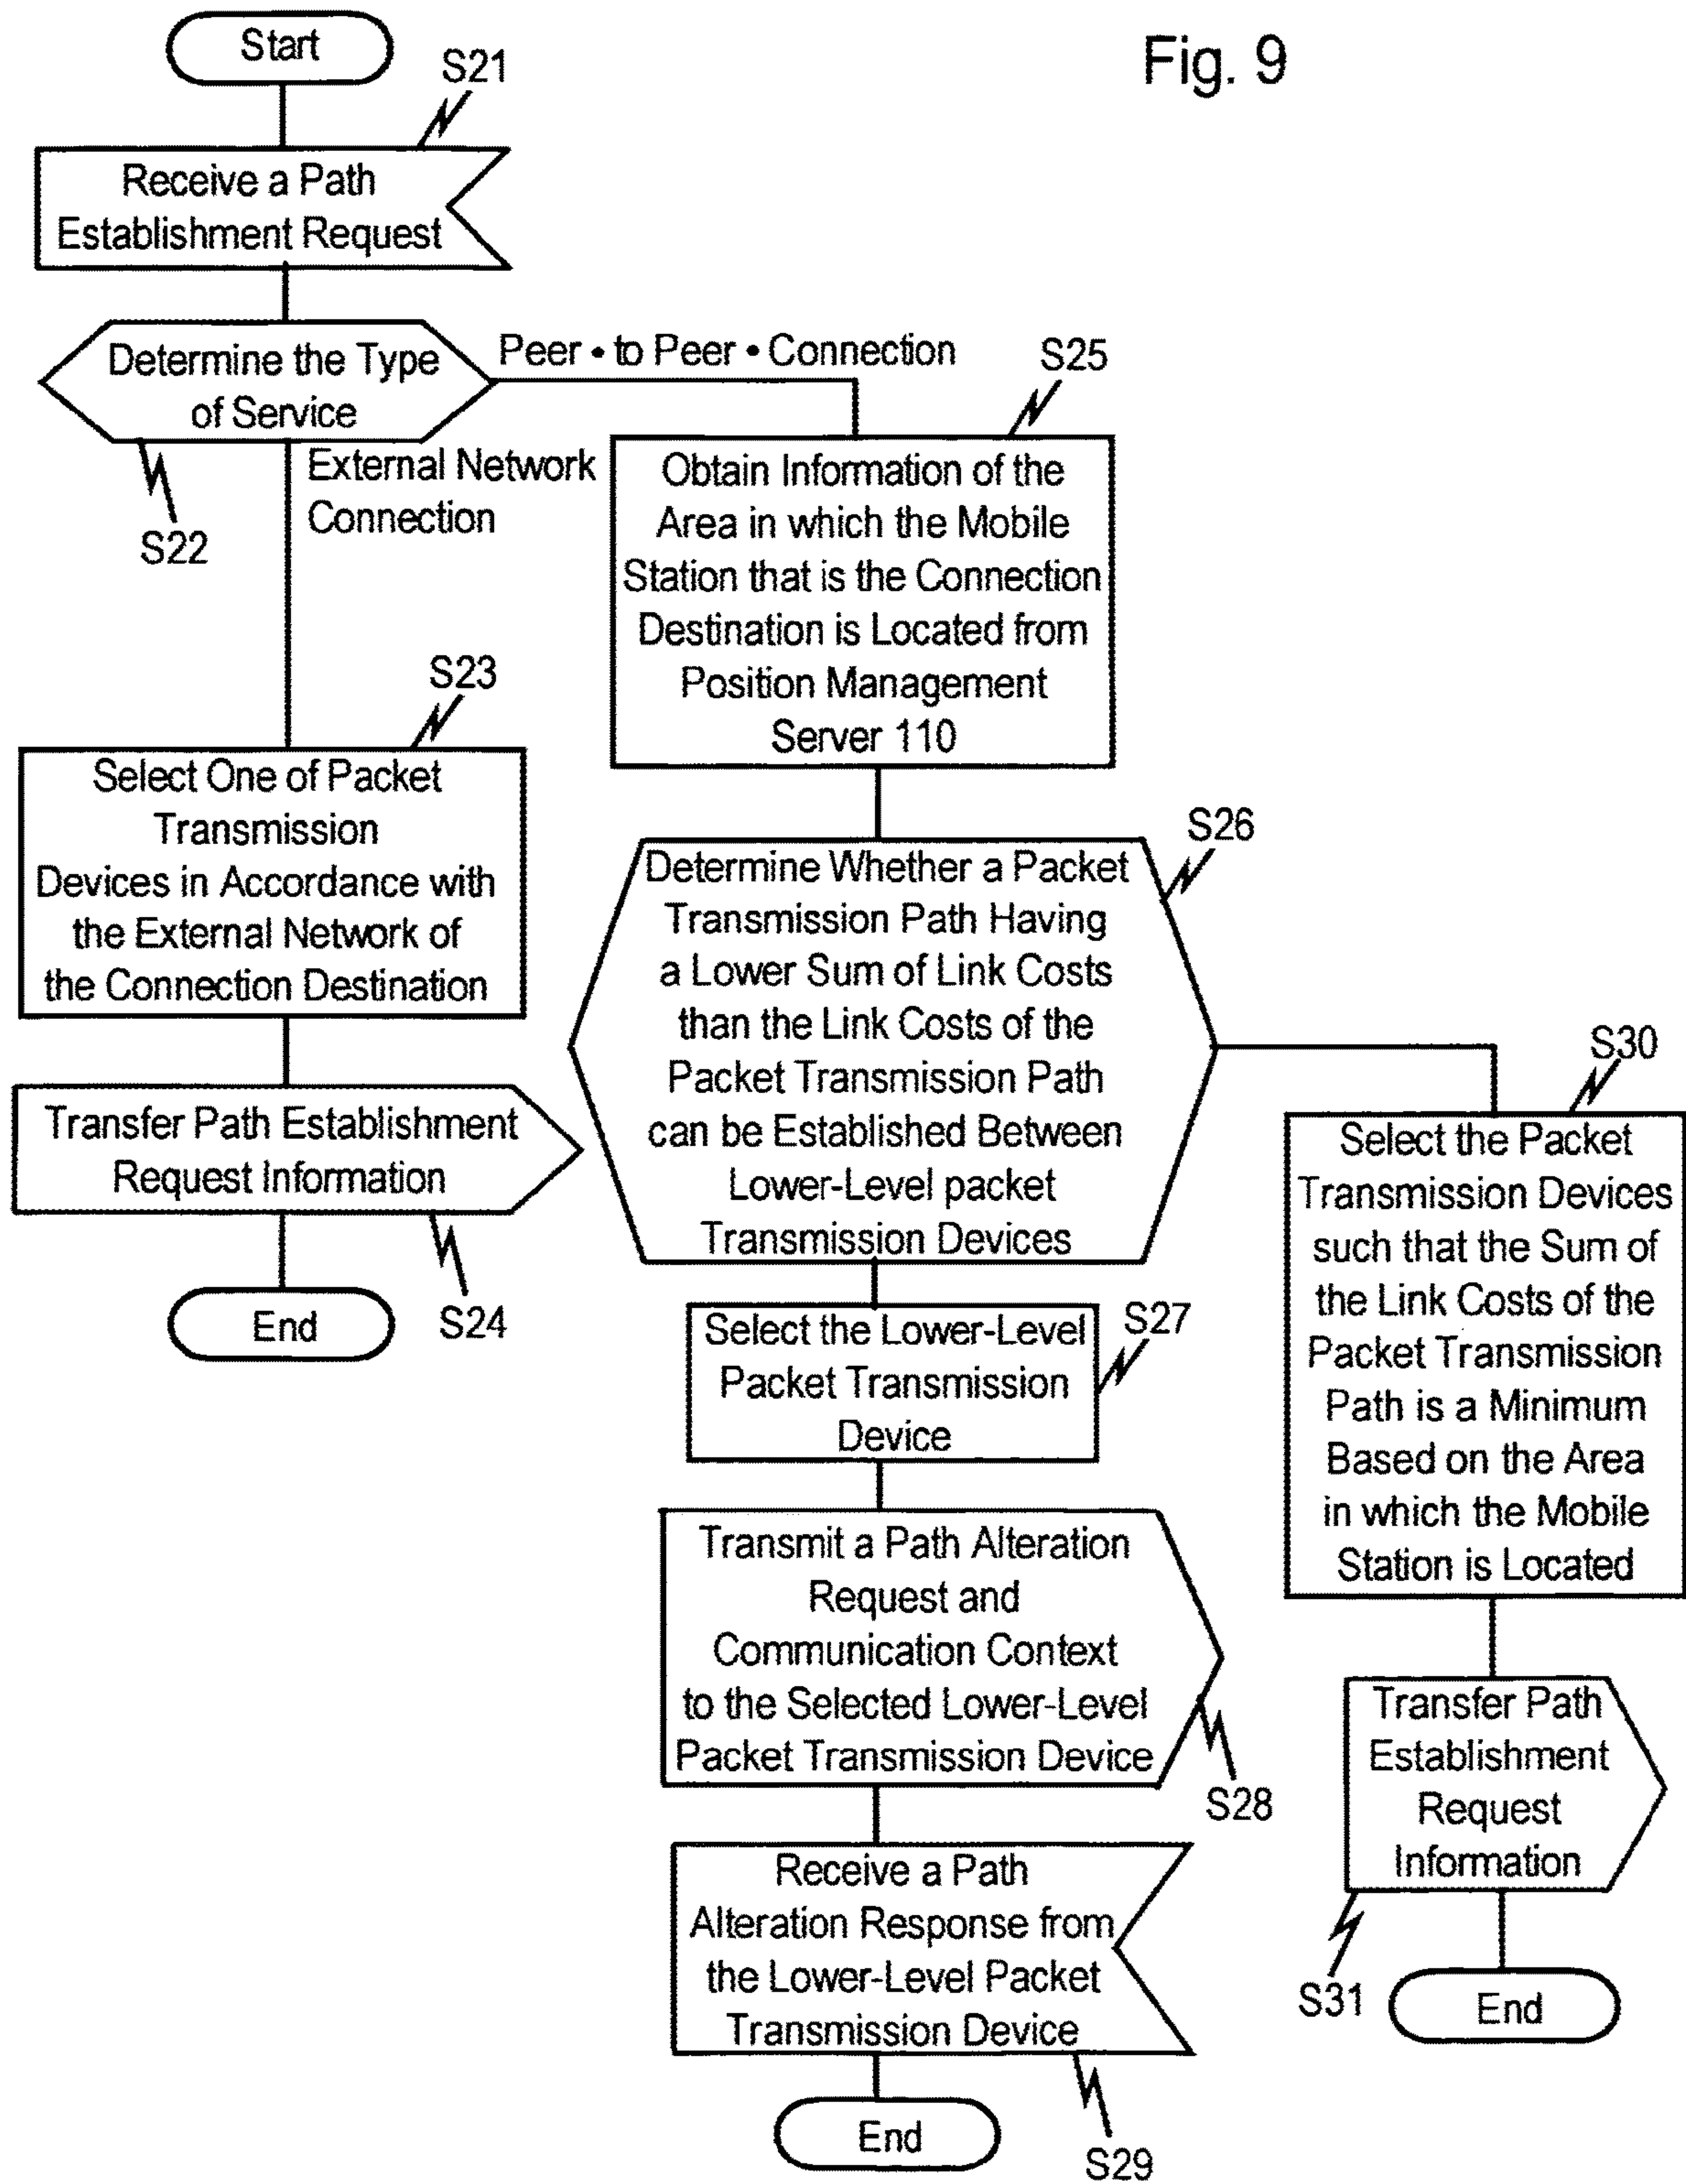 Fig. 9
Start
S21
Receive a Path
Establishment Request
Determine the Type
of Service
S22
Peer • to Peer • Connection
External Network
Connection
S23
Select One of Packet
Transmission
Devices in Accordance with
the External Network of
the Connection Destination
Transfer Path Establishment
Request Information
S24
End
S25
Obtain Information of the
Area in which the Mobile
Station that is the Connection
Destination is Located from
Position Management
Server 110
S26
Determine Whether a Packet
Transmission Path Having
a Lower Sum of Link Costs
than the Link Costs of the
Packet Transmission Path
can be Established Between
Lower-Level packet
Transmission Devices
S27
Select the Lower-Level
Packet Transmission
Device
Transmit a Path Alteration
Request and
Communication Context
to the Selected Lower-Level
Packet Transmission Device
S28
Receive a Path
Alteration Response from
the Lower-Level Packet
Transmission Device
S29
End
S30
Select the Packet
Transmission Devices
such that the Sum of
the Link Costs of the
Packet Transmission
Path is a Minimum
Based on the Area
in which the Mobile
Station is Located
Transfer Path
Establishment
Request
Information
S31
End